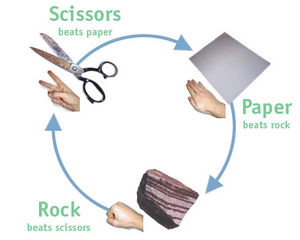 Scissors
beats paper
Paper
beats rock
Rock
beats scissors